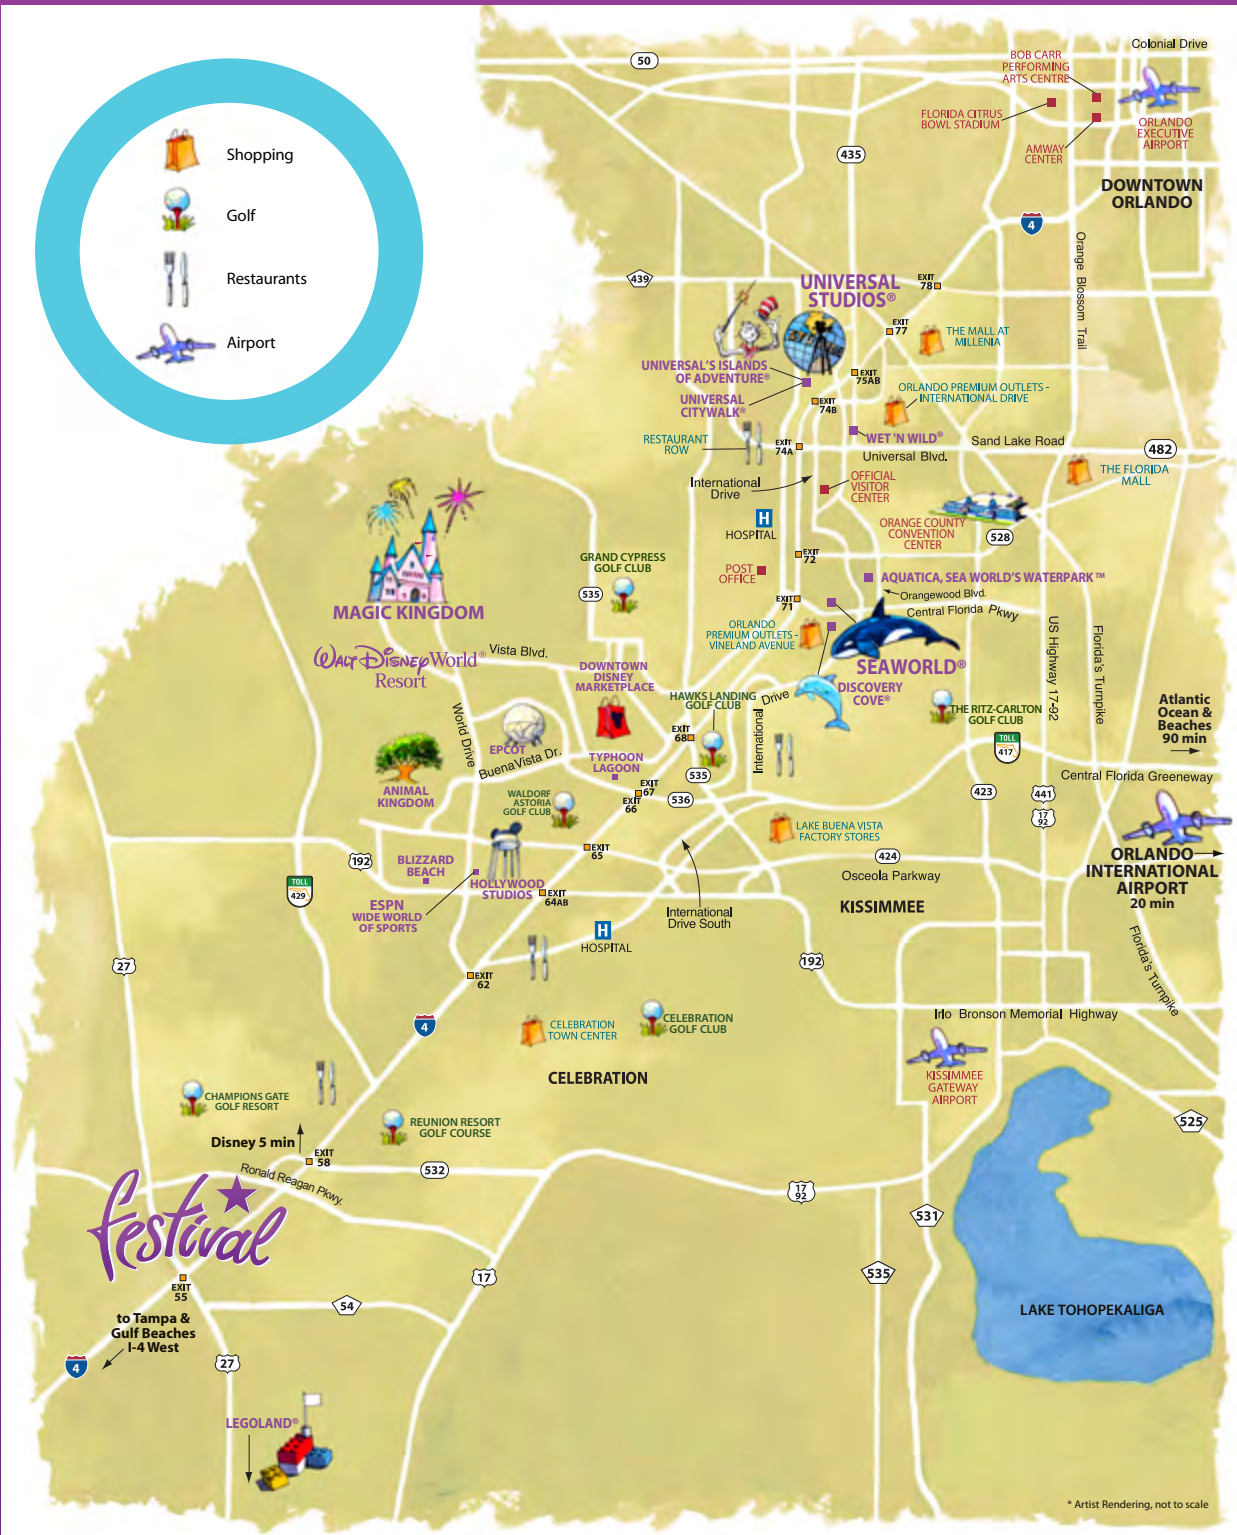 Shopping
Golf
Restaurants
Airport
Colonial Drive
50
BOB CARR
PERFORMING
ARTS CENTRE
FLORIDA CITRUS
BOWL STADIUM
ORLANDO
EXECUTIVE
AIRPORT
AMWAY
CENTER
435
DOWNTOWN
ORLANDO
4
Orange Blossom Trail
439
UNIVERSAL
STUDIOS®
EXIT
78
EXIT
77
THE MALL AT
MILLENIA
UNIVERSAL'S ISLANDS
OF ADVENTURE®
EXIT
75AB
ORLANDO PREMIUM OUTLETS -
INTERNATIONAL DRIVE
UNIVERSAL
CITYWALK®
EXIT
74B
RESTAURANT
ROW
EXIT
74A
WET 'N WILD®
Sand Lake Road
Universal Blvd.
482
THE FLORIDA
MALL
International
Drive
OFFICIAL
VISITOR
CENTER
H
HOSPITAL
ORANGE COUNTY
CONVENTION
CENTER
528
EXIT
72
GRAND CYPRESS
GOLF CLUB
POST
OFFICE
AQUATICA, SEA WORLD'S WATERPARK™
Orangewood Blvd.
535
EXIT
71
Central Florida Pkwy
MAGIC KINGDOM
ORLANDO
PREMIUM OUTLETS -
VINELAND AVENUE
US Highway 17-92
Florida's Turnpike
WALT DISNEY World®
Resort
Vista Blvd.
DOWNTOWN
DISNEY
MARKETPLACE
SEAWORLD®
HAWKS LANDING
GOLF CLUB
International Drive
DISCOVERY
COVE®
THE RITZ-CARLTON
GOLF CLUB
Atlantic
Ocean &
Beaches
90 min
World Drive
EXIT
68
TOLL
417
EPCOT
Buena Vista Dr.
TYPHOON
LAGOON
535
Central Florida Greeneway
ANIMAL
KINGDOM
WALDORF
ASTORIA
GOLF CLUB
EXIT
67
EXIT
66
536
423
441
17
92
LAKE BUENA VISTA
FACTORY STORES
192
EXIT
65
424
ORLANDO
INTERNATIONAL
AIRPORT
20 min
BLIZZARD
BEACH
Osceola Parkway
TOLL
429
HOLLYWOOD
STUDIOS
EXIT
64AB
ESPN
WIDE WORLD
OF SPORTS
International
Drive South
KISSIMMEE
H
HOSPITAL
Florida's Turnpike
27
192
EXIT
62
4
CELEBRATION
TOWN CENTER
CELEBRATION
GOLF CLUB
Irlo Bronson Memorial Highway
CELEBRATION
KISSIMMEE
GATEWAY
AIRPORT
CHAMPIONS GATE
GOLF RESORT
REUNION RESORT
GOLF COURSE
525
Disney 5 min
EXIT
58
532
Ronald Reagan Pkwy.
17
92
festival
531
17
535
EXIT
55
54
LAKE TOHOPEKALIGA
to Tampa &
Gulf Beaches
I-4 West
4
27
LEGOLAND®
* Artist Rendering, not to scale